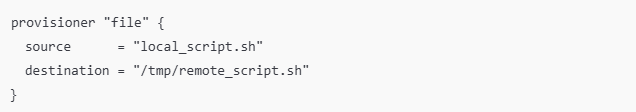 provisioner "file" {
  source      = "local_script.sh"
  destination = "/tmp/remote_script.sh"
}